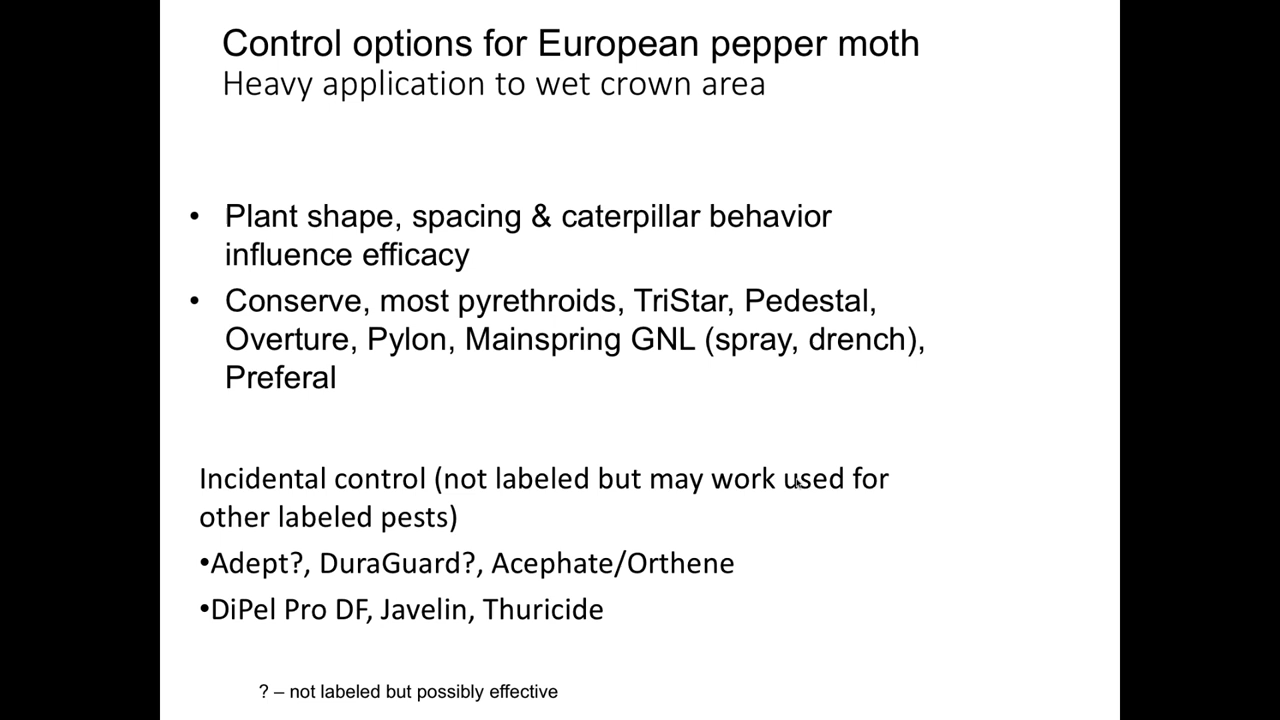 Control options for European pepper moth
Heavy application to wet crown area
• Plant shape, spacing & caterpillar behavior
influence efficacy
• Conserve, most pyrethroids, TriStar, Pedestal,
Overture, Pylon, Mainspring GNL (spray, drench),
Preferal
Incidental control (not labeled but may work used for
other labeled pests)
•Adept?, DuraGuard?, Acephate/Orthene
•DiPel Pro DF, Javelin, Thuricide
? – not labeled but possibly effective